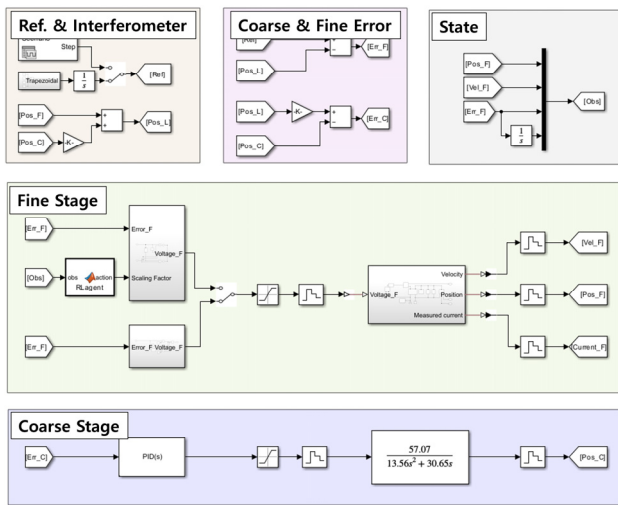 Ref. & Interferometer
Step
Trapezoidal
1
s
[Ref]
[Pos_F]
[Pos_C]
-K-
+
+
[Pos_L]
Coarse & Fine Error
[Pos_L]
+
−
[Err_F]
[Pos_L]
-K-
[Pos_C]
+
−
[Err_C]
State
[Pos_F]
[Vel_F]
[Err_F]
1
s
[Obs]
Fine Stage
[Err_F]
Error_F
Voltage_F
[Obs]
obs action
RLagent
Scaling Factor
[Err_F]
Error_F Voltage_F
Voltage_F
Velocity
Position
Measured current
[Vel_F]
[Pos_F]
[Current_F]
Coarse Stage
[Err_C]
PID(s)
57.07
13.56s² + 30.65s
[Pos_C]